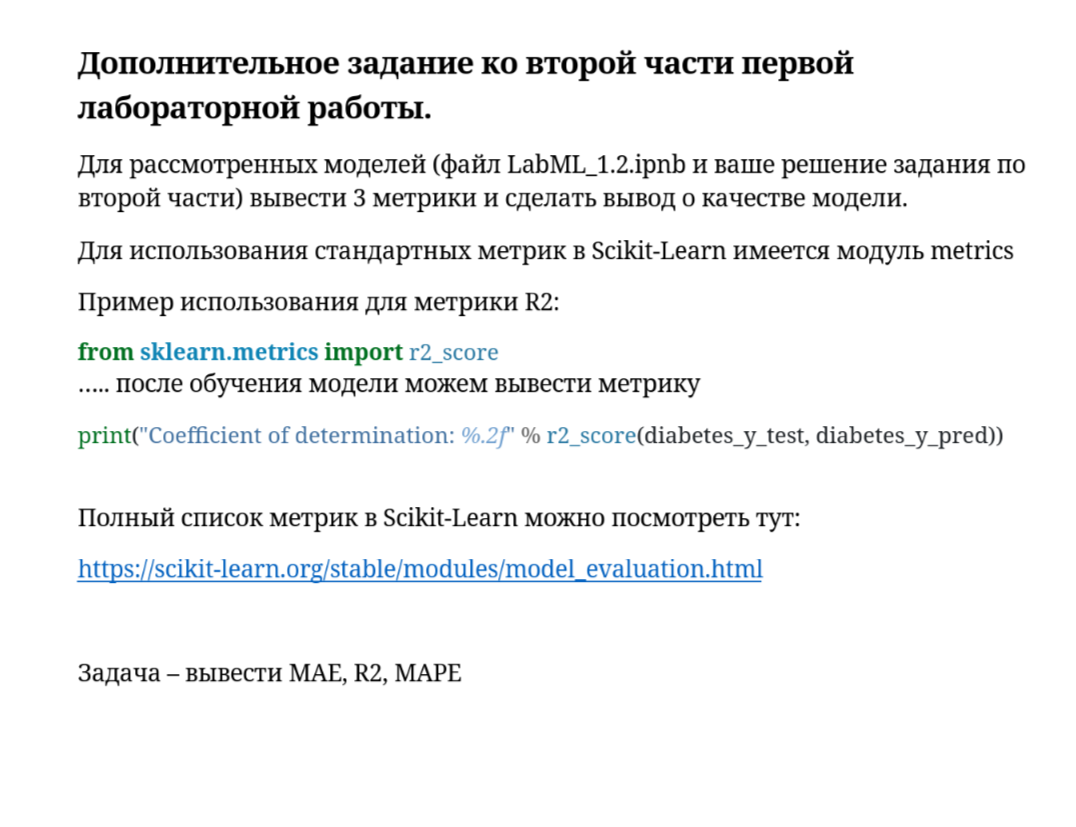 Дополнительное задание ко второй части первой
лабораторной работы.
Для рассмотренных моделей (файл LabML_1.2.ipnb и ваше решение задания по
второй части) вывести 3 метрики и сделать вывод о качестве модели.
Для использования стандартных метрик в Scikit-Learn имеется модуль metrics
Пример использования для метрики R2:
from sklearn.metrics import r2_score
….. после обучения модели можем вывести метрику
print("Coefficient of determination: %.2f" % r2_score(diabetes_y_test, diabetes_y_pred))
Полный список метрик в Scikit-Learn можно посмотреть тут:
https://scikit-learn.org/stable/modules/model_evaluation.html
Задача – вывести MAE, R2, MAPE